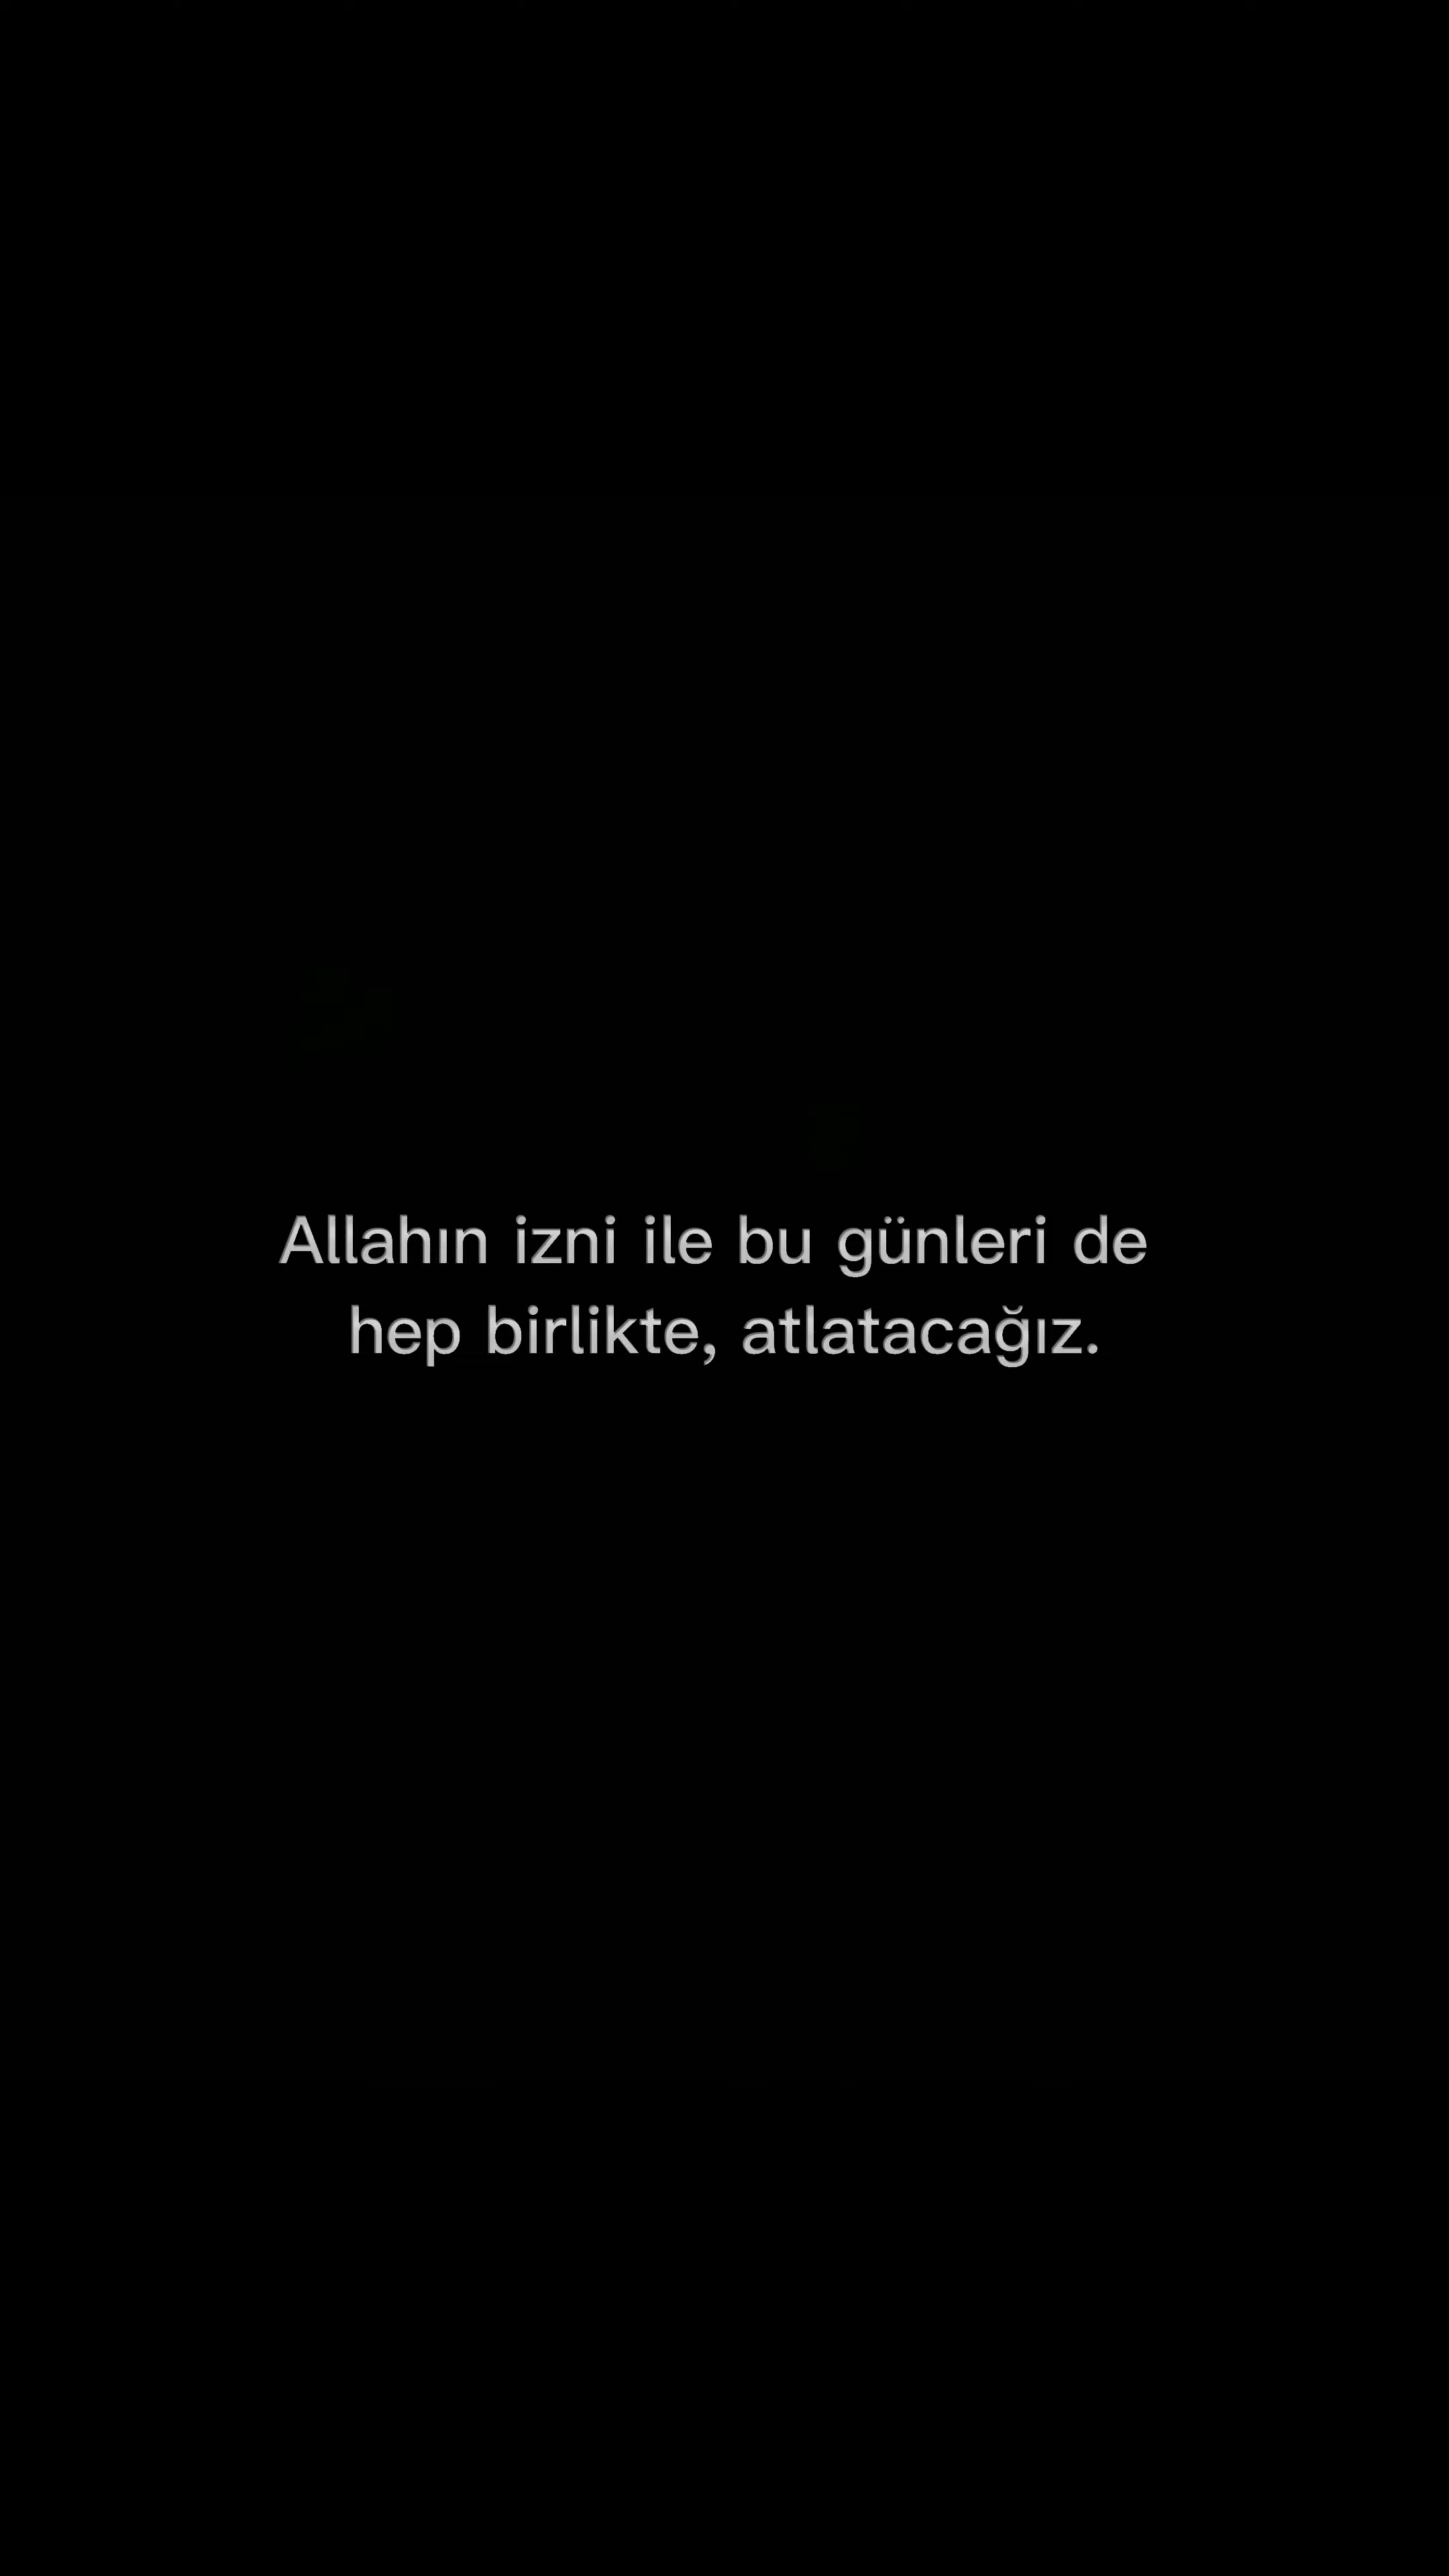 Allahın izni ile bu günleri de
hep birlikte, atlatacağız.